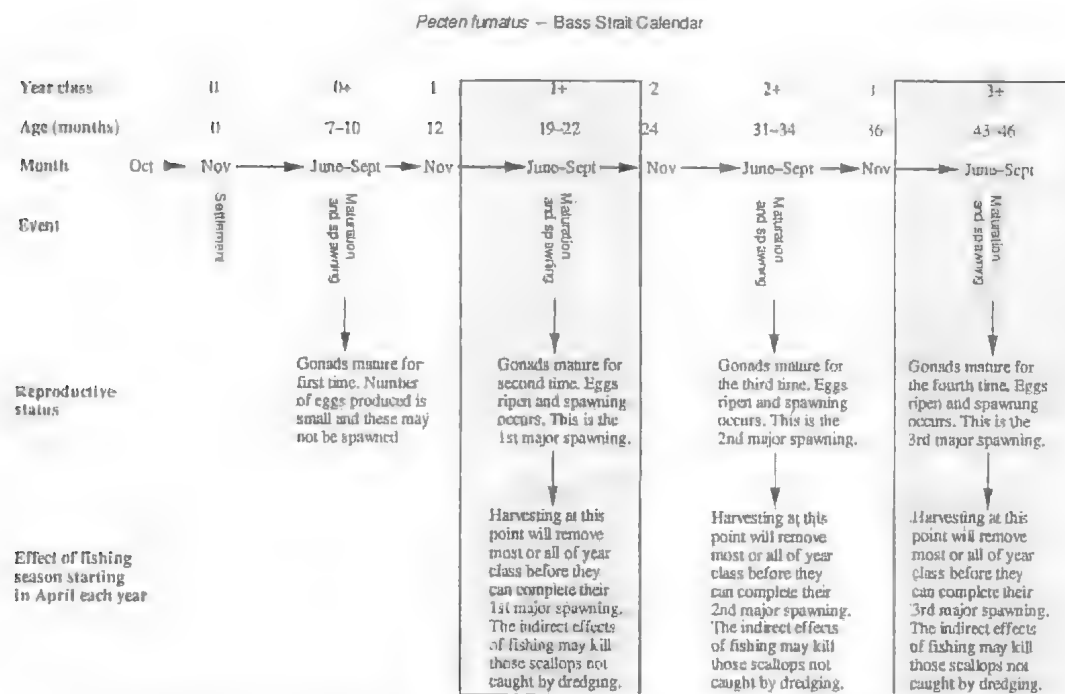 Pecten fumatus — Bass Strait Calendar
Year class 0 0+ 1 1+ 2 2+ 3 3+
Age (months) 0 7–10 12 19–22 24 31–34 36 43–46
Month Oct Nov June–Sept Nov June–Sept Nov June–Sept Nov June–Sept
Event
Settlement
Maturation
and spawning
Maturation
and spawning
Maturation
and spawning
Maturation
and spawning
Reproductive
status
Gonads mature for
first time. Number
of eggs produced is
small and these may
not be spawned
Gonads mature for
second time. Eggs
ripen and spawning
occurs. This is the
1st major spawning.
Gonads mature for
the third time. Eggs
ripen and spawning
occurs. This is the
2nd major spawning.
Gonads mature for
the fourth time. Eggs
ripen and spawning
occurs. This is the
3rd major spawning.
Effect of fishing
season starting
in April each year
Harvesting at this
point will remove
most or all of year
class before they
can complete their
1st major spawning.
The indirect effects
of fishing may kill
those scallops not
caught by dredging.
Harvesting at this
point will remove
most or all of year
class before they
can complete their
2nd major spawning.
The indirect effects
of fishing may kill
those scallops not
caught by dredging.
Harvesting at this
point will remove
most or all of year
class before they
can complete their
3rd major spawning.
The indirect effects
of fishing may kill
those scallops not
caught by dredging.